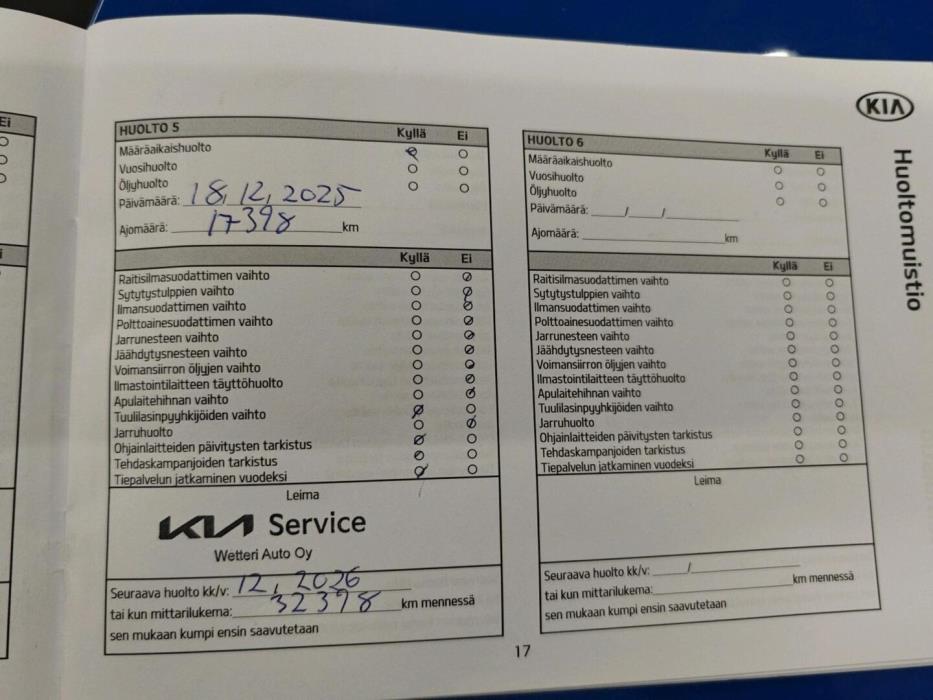 Ei
KIA
Huoltomuistio
HUOLTO 5 Kyllä Ei
Määräaikaishuolto
Vuosihuolto
Öljyhuolto
Päivämäärä: 18.12.2025
Ajomäärä: 17398 km
Kyllä Ei
Raitisilmasuodattimen vaihto
Sytytystulppien vaihto
Ilmansuodattimen vaihto
Polttoainesuodattimen vaihto
Jarrunesteen vaihto
Jäähdytysnesteen vaihto
Voimansiirron öljyjen vaihto
Ilmastointilaitteen täyttöhuolto
Apulaitehihnan vaihto
Tuulilasinpyyhkijöiden vaihto
Jarruhuolto
Ohjainlaitteiden päivitysten tarkistus
Tehdaskampanjoiden tarkistus
Tiepalvelun jatkaminen vuodeksi
Leima
KIA Service
Wetteri Auto Oy
Seuraava huolto kk/v: 12, 2026
tai kun mittarilukema: 32398 km mennessä
sen mukaan kumpi ensin saavutetaan
HUOLTO 6 Kyllä Ei
Määräaikaishuolto
Vuosihuolto
Öljyhuolto
Päivämäärä: / /
Ajomäärä: km
Kyllä Ei
Raitisilmasuodattimen vaihto
Sytytystulppien vaihto
Ilmansuodattimen vaihto
Polttoainesuodattimen vaihto
Jarrunesteen vaihto
Jäähdytysnesteen vaihto
Voimansiirron öljyjen vaihto
Ilmastointilaitteen täyttöhuolto
Apulaitehihnan vaihto
Tuulilasinpyyhkijöiden vaihto
Jarruhuolto
Ohjainlaitteiden päivitysten tarkistus
Tehdaskampanjoiden tarkistus
Tiepalvelun jatkaminen vuodeksi
Leima
Seuraava huolto kk/v: /
tai kun mittarilukema: km mennessä
sen mukaan kumpi ensin saavutetaan
17